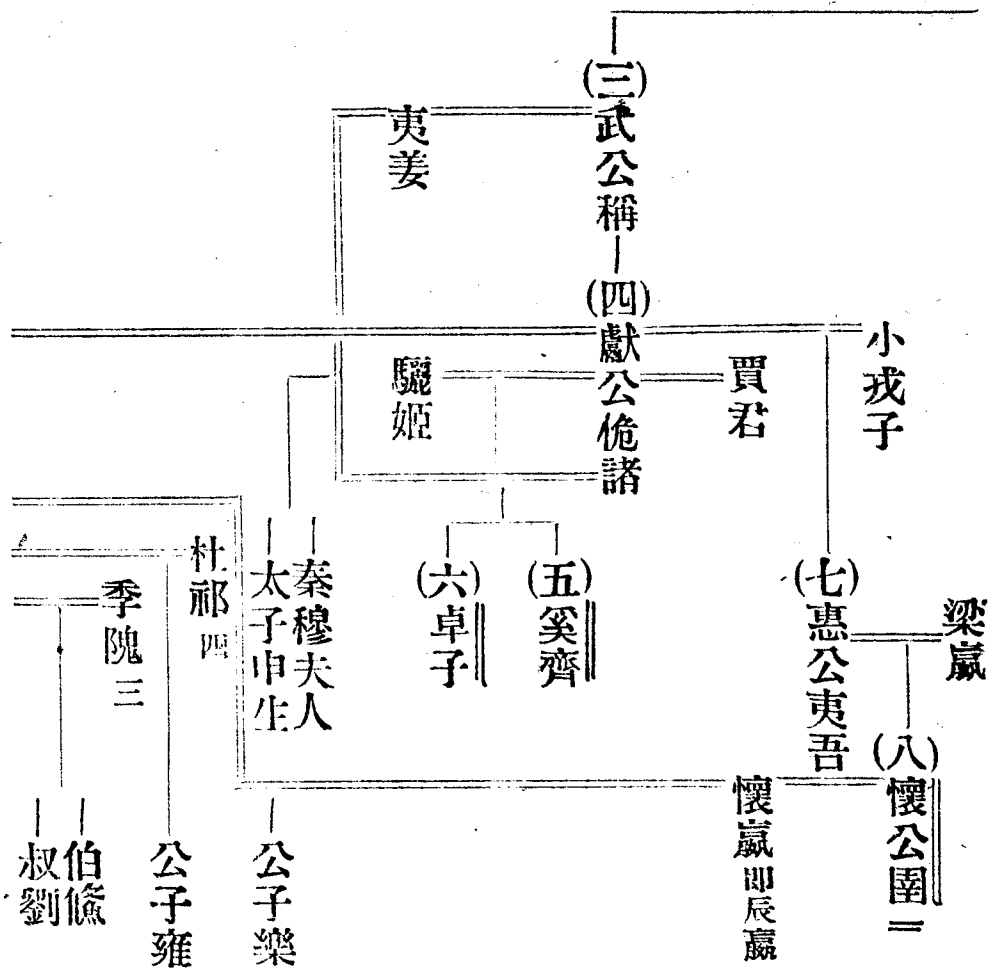 (三)武公稱
夷姜
(四)獻公佹諸
小戎子
賈君
驪姬
(七)惠公夷吾
梁嬴
(五)奚齊
(六)卓子
秦穆夫人
太子申生
杜祁 四
季隗 三
(八)懷公圉 二
懷嬴 即辰嬴
公子樂
公子雍
伯鯈
叔劉